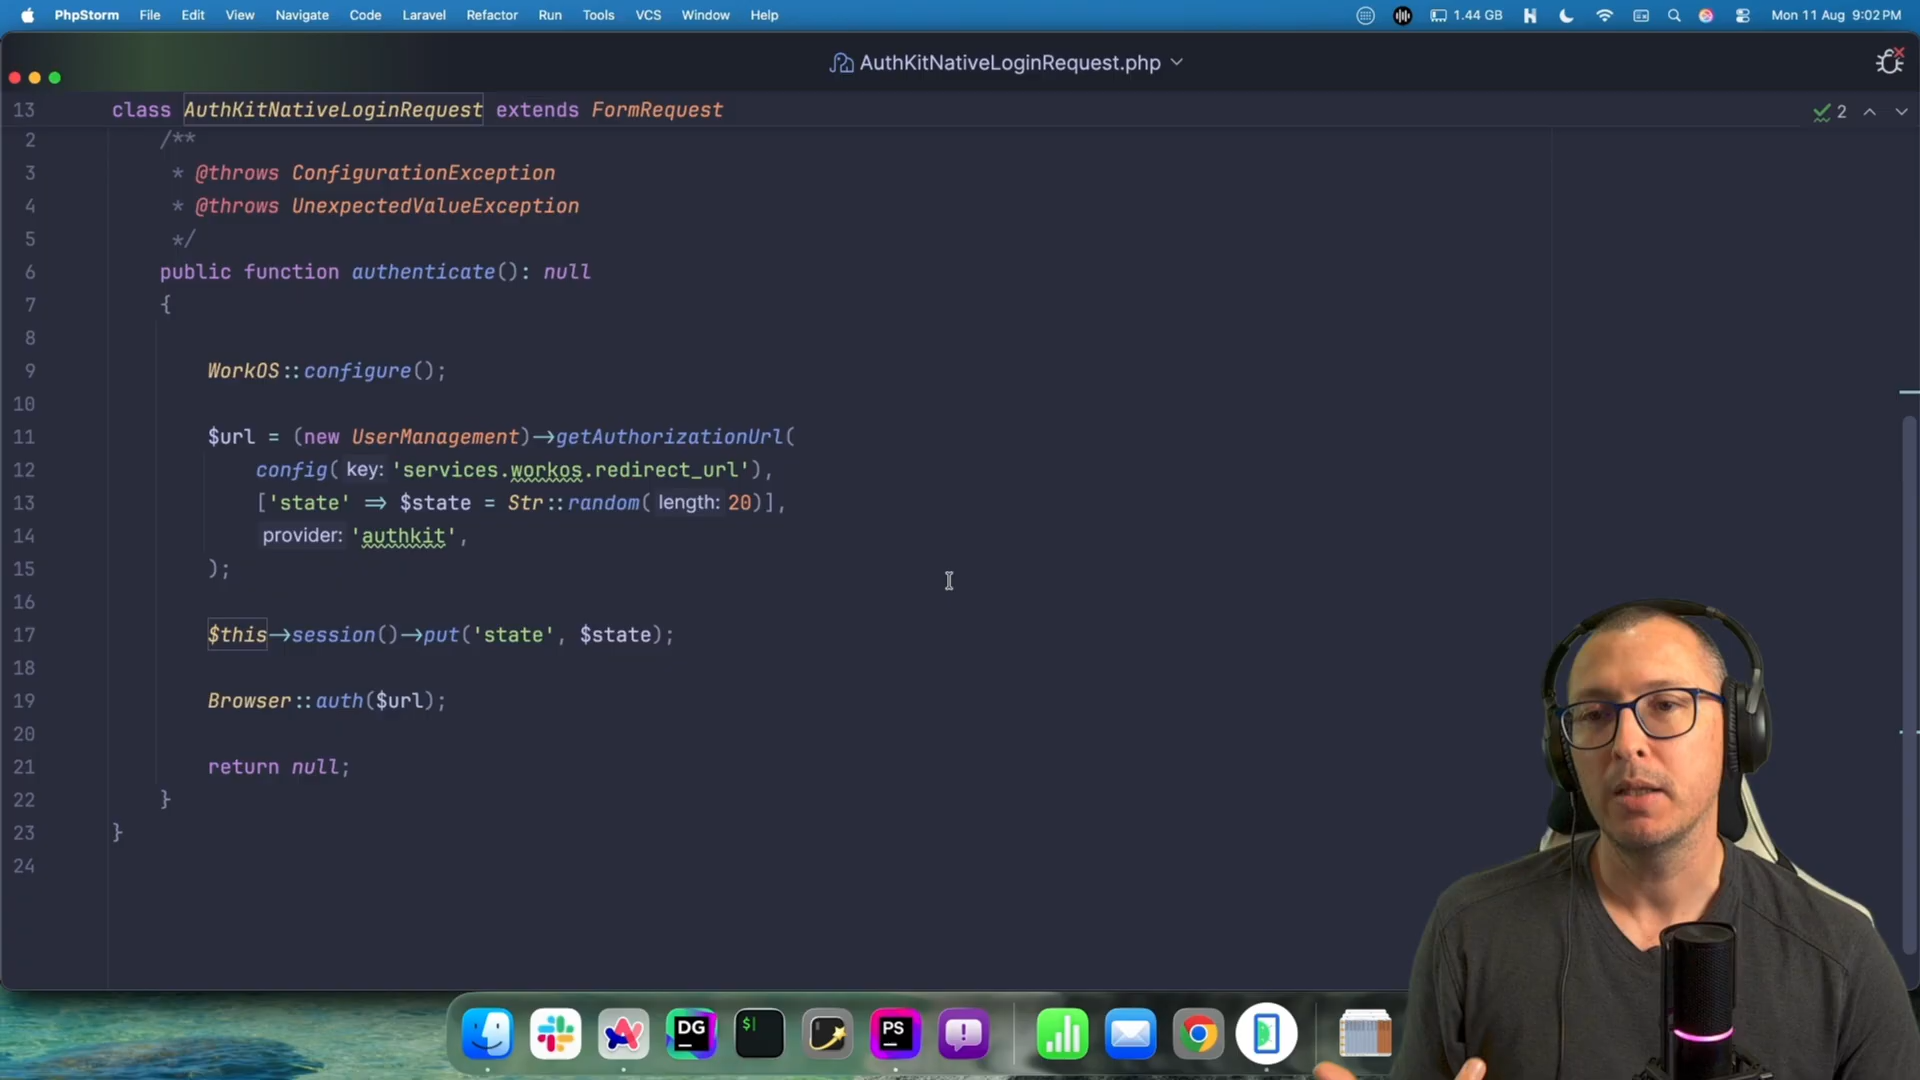 PhpStorm File Edit View Navigate Code Laravel Refactor Run Tools VCS Window Help 1.44 GB Mon 11 Aug 9:02 PM
AuthKitNativeLoginRequest.php
13 class AuthKitNativeLoginRequest extends FormRequest 2
2 /**
3 * @throws ConfigurationException
4 * @throws UnexpectedValueException
5 */
6 public function authenticate(): null
7 {
8
9 WorkOS::configure();
10
11 $url = (new UserManagement)->getAuthorizationUrl(
12 config( key: 'services.workos.redirect_url'),
13 ['state' => $state = Str::random( length: 20)],
14 provider: 'authkit',
15 );
16
17 $this->session()->put('state', $state);
18
19 Browser::auth($url);
20
21 return null;
22 }
23 }
24
DG $ PS !